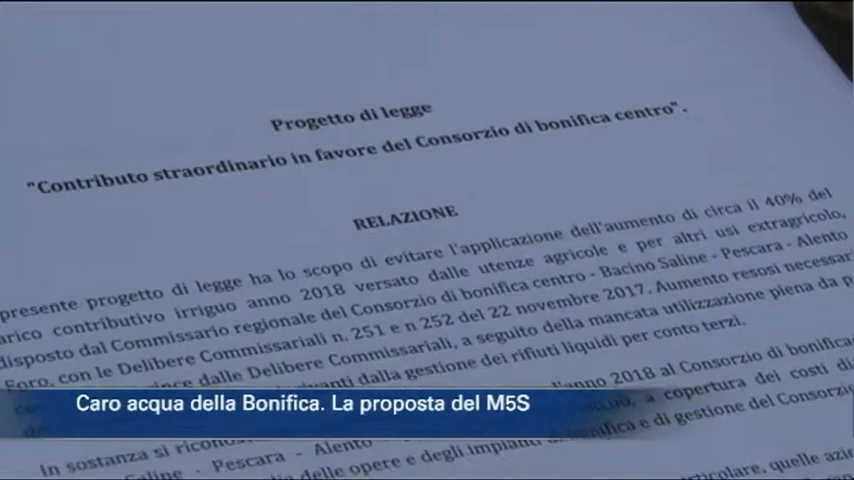 Progetto di legge
"Contributo straordinario in favore del Consorzio di bonifica centro".
RELAZIONE
presente progetto di legge ha lo scopo di evitare l'applicazione dell'aumento di circa il 40% del
arico contributivo irriguo anno 2018 versato dalle utenze agricole e per altri usi extragricolo,
disposto dal Commissario regionale del Consorzio di bonifica centro - Bacino Saline - Pescara - Alento
Foro, con le Delibere Commissariali n. 251 e n 252 del 22 novembre 2017. Aumento resosi necessari
dalle Delibere Commissariali, a seguito della mancata utilizzazione piena da p
dalla gestione dei rifiuti liquidi per conto terzi.
l'anno 2018 al Consorzio di bonifica
a copertura dei costi di
Caro acqua della Bonifica. La proposta del M5S
bonifica e di gestione del Consorzio
In sostanza si
Saline - Pescara - Alento
delle opere e degli impianti
articolare, quelle azie